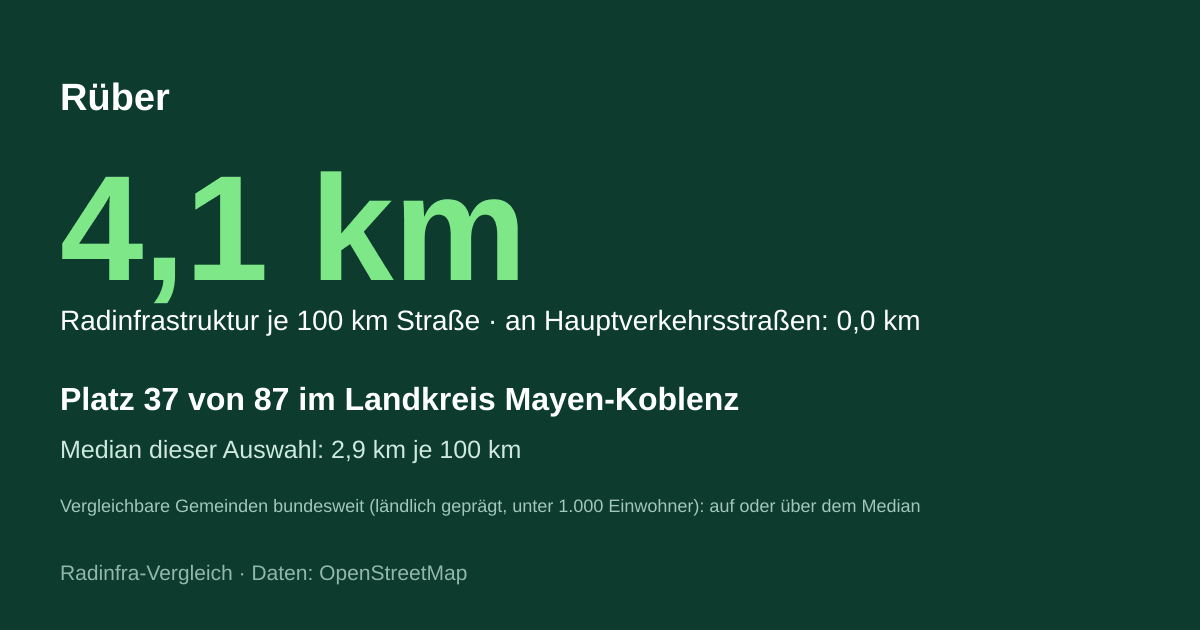 Rüber
4,1 km
Radinfrastruktur je 100 km Straße · an Hauptverkehrsstraßen: 0,0 km
Platz 37 von 87 im Landkreis Mayen-Koblenz
Median dieser Auswahl: 2,9 km je 100 km
Vergleichbare Gemeinden bundesweit (ländlich geprägt, unter 1.000 Einwohner): auf oder über dem Median
Radinfra-Vergleich · Daten: OpenStreetMap